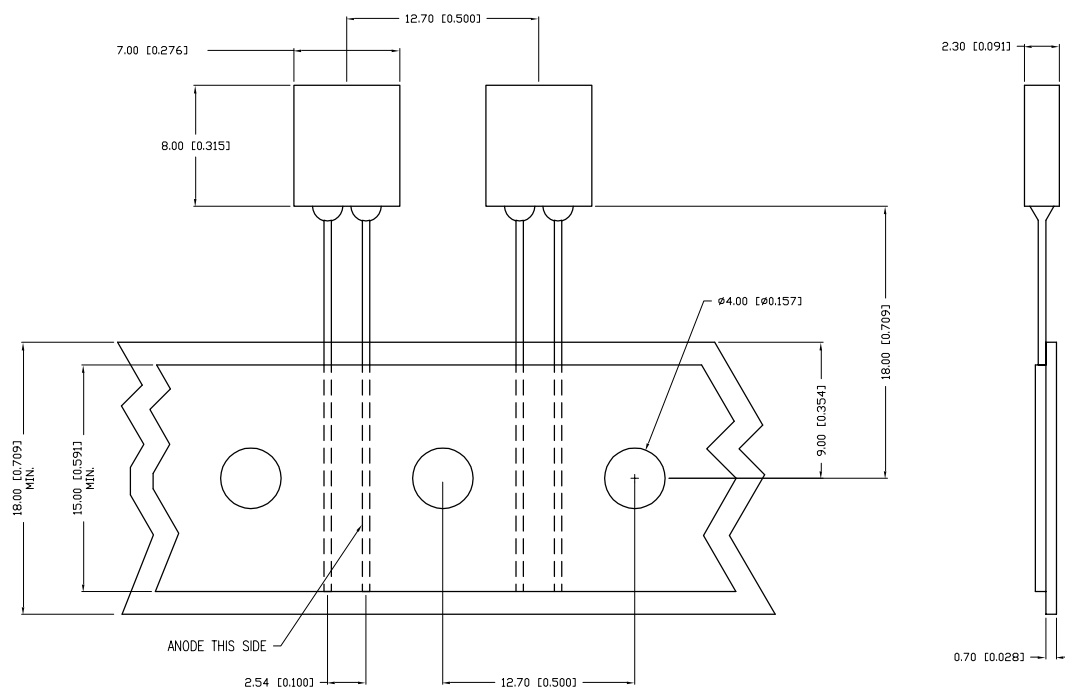 12.70 [0.500]
7.00 [0.276]
2.30 [0.091]
8.00 [0.315]
ø4.00 [ø0.157]
18.00 [0.709]
9.00 [0.354]
18.00 [0.709]
MIN.
15.00 [0.591]
MIN.
ANODE THIS SIDE
2.54 [0.100]
12.70 [0.500]
0.70 [0.028]